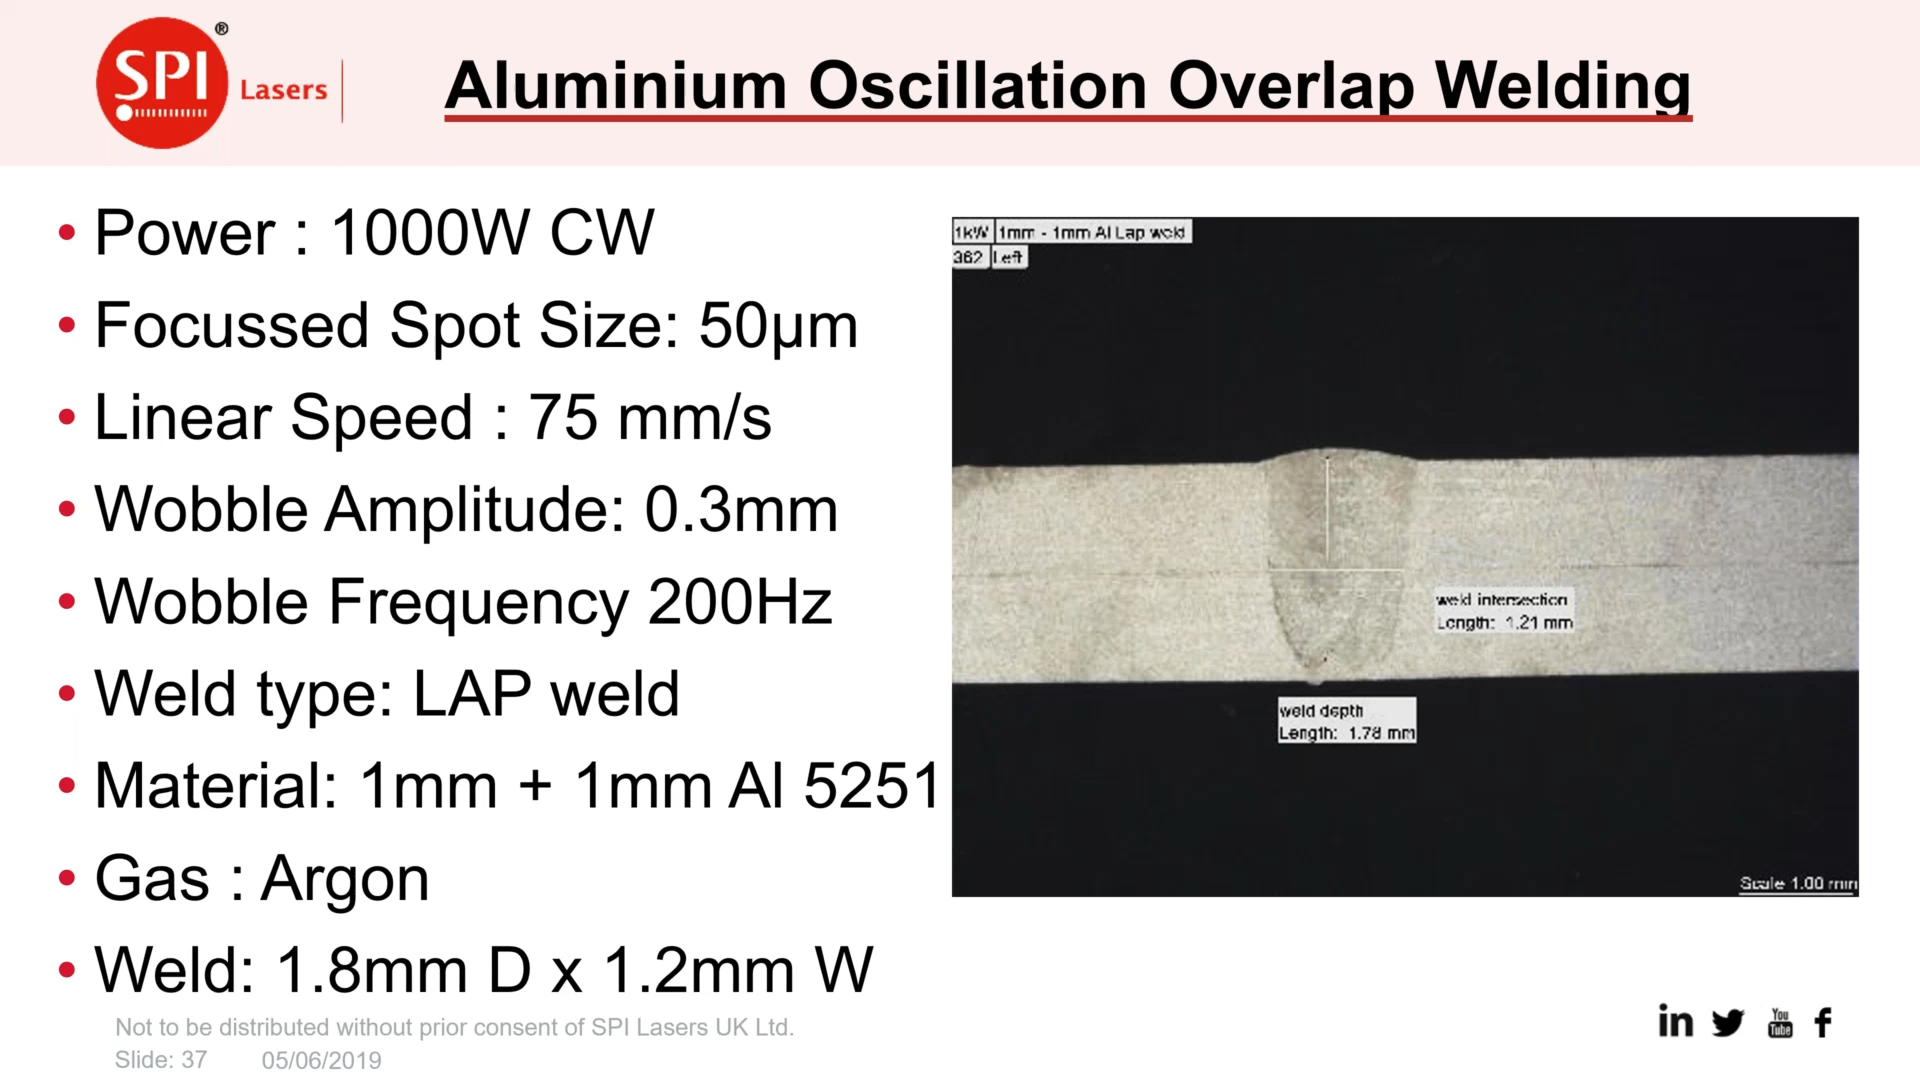 SPI ®
Lasers
Aluminium Oscillation Overlap Welding
• Power : 1000W CW
• Focussed Spot Size: 50μm
• Linear Speed : 75 mm/s
• Wobble Amplitude: 0.3mm
• Wobble Frequency 200Hz
• Weld type: LAP weld
• Material: 1mm + 1mm Al 5251
• Gas : Argon
• Weld: 1.8mm D x 1.2mm W
1kW 1mm - 1mm Al Lap weld
362 Left
weld intersection
Length: 1.21 mm
weld depth
Length: 1.78 mm
Scale 1.00 mm
Not to be distributed without prior consent of SPI Lasers UK Ltd.
Slide: 37 05/06/2019
in You Tube f